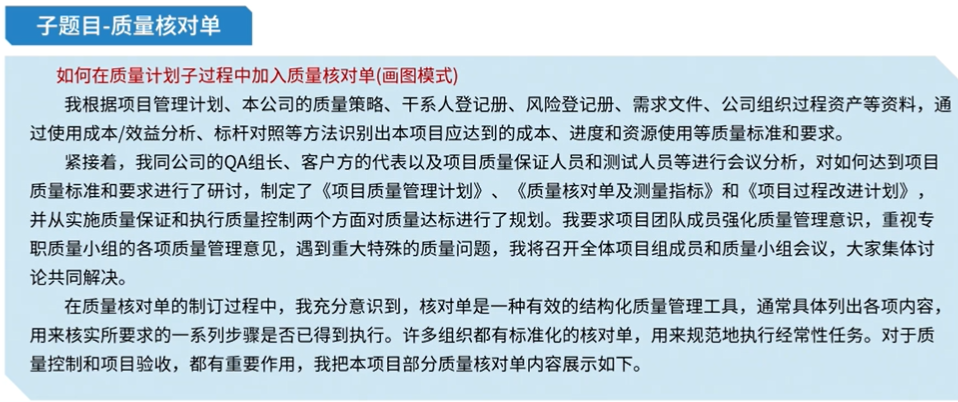 子题目-质量核对单
如何在质量计划子过程中加入质量核对单(画图模式)
我根据项目管理计划、本公司的质量策略、干系人登记册、风险登记册、需求文件、公司组织过程资产等资料，通
过使用成本/效益分析、标杆对照等方法识别出本项目应达到的成本、进度和资源使用等质量标准和要求。
紧接着，我同公司的QA组长、客户方的代表以及项目质量保证人员和测试人员等进行会议分析，对如何达到项目
质量标准和要求进行了研讨，制定了《项目质量管理计划》、《质量核对单及测量指标》和《项目过程改进计划》，
并从实施质量保证和执行质量控制两个方面对质量达标进行了规划。我要求项目团队成员强化质量管理意识，重视专
职质量小组的各项质量管理意见，遇到重大特殊的质量问题，我将召开全体项目组成员和质量小组会议，大家集体讨
论共同解决。
在质量核对单的制订过程中，我充分意识到，核对单是一种有效的结构化质量管理工具，通常具体列出各项内容，
用来核实所要求的一系列步骤是否已得到执行。许多组织都有标准化的核对单，用来规范地执行经常性任务。对于质
量控制和项目验收，都有重要作用，我把本项目部分质量核对单内容展示如下。